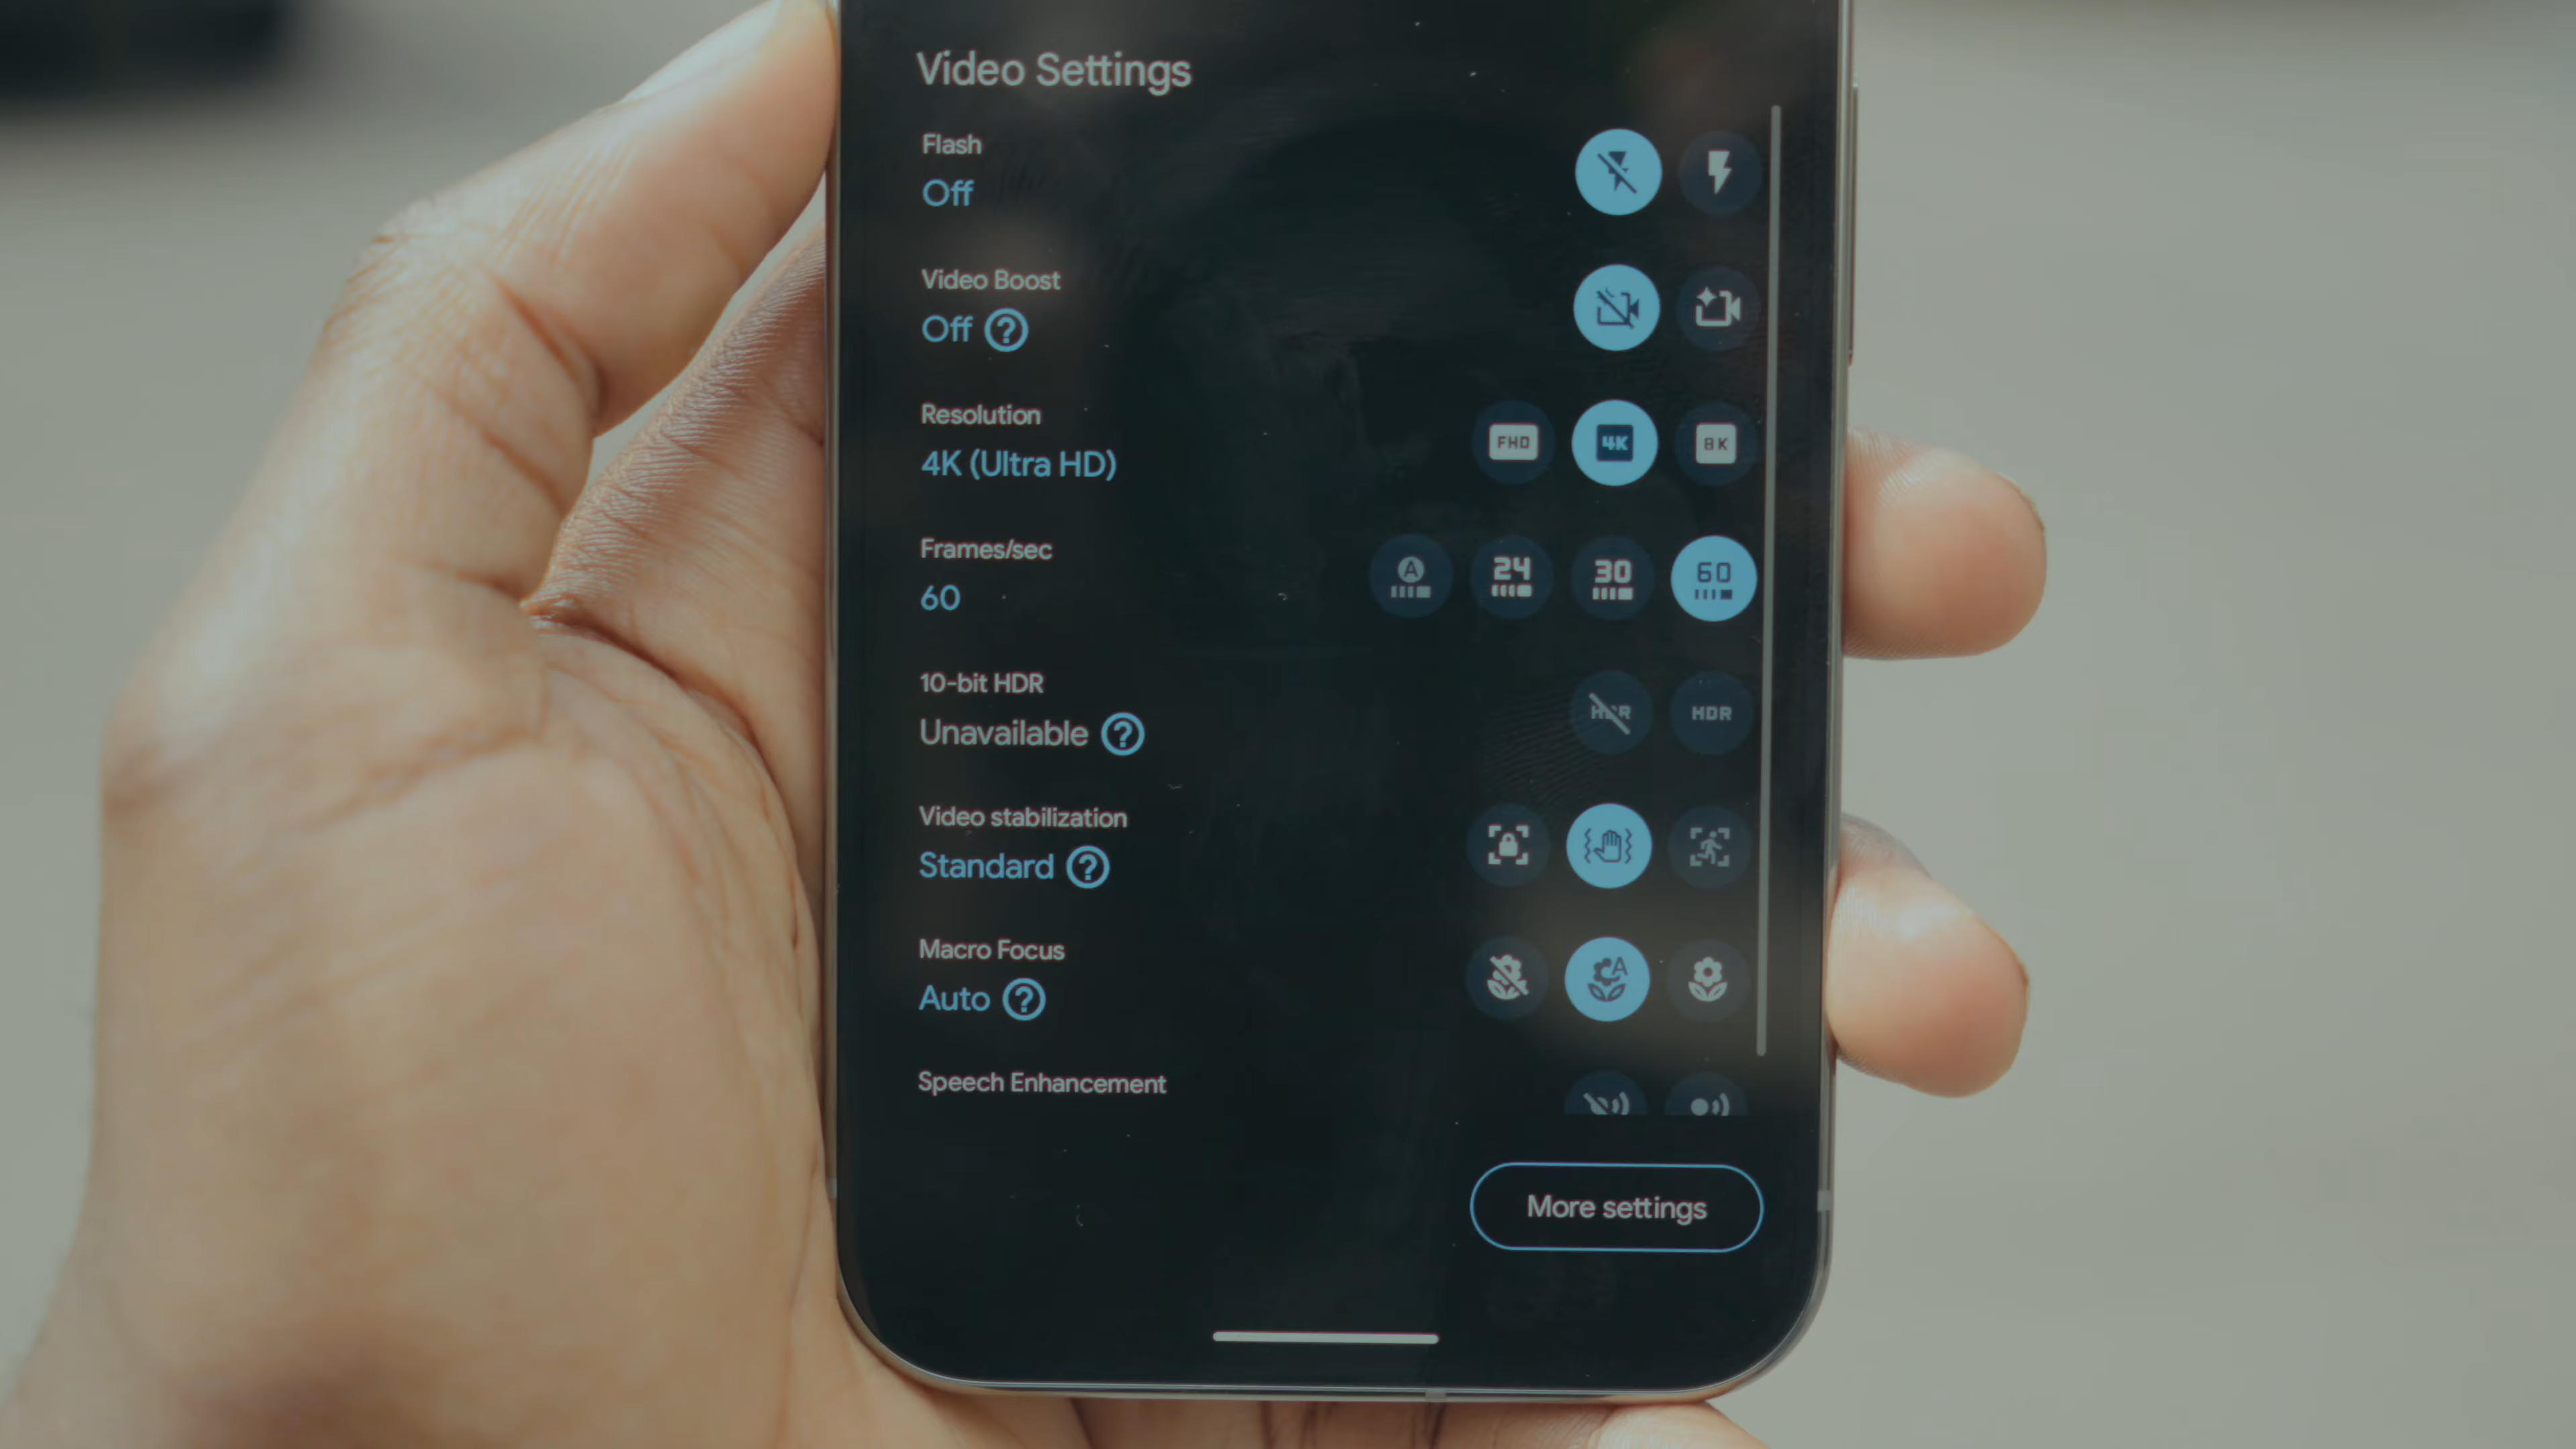 Video Settings
Flash
Off
Video Boost
Off ?
Resolution
4K (Ultra HD)
FHD 4K 8K
Frames/sec
60
A 24 30 60
10-bit HDR
Unavailable ?
HDR HDR
Video stabilization
Standard ?
Macro Focus
Auto ?
A
Speech Enhancement
More settings